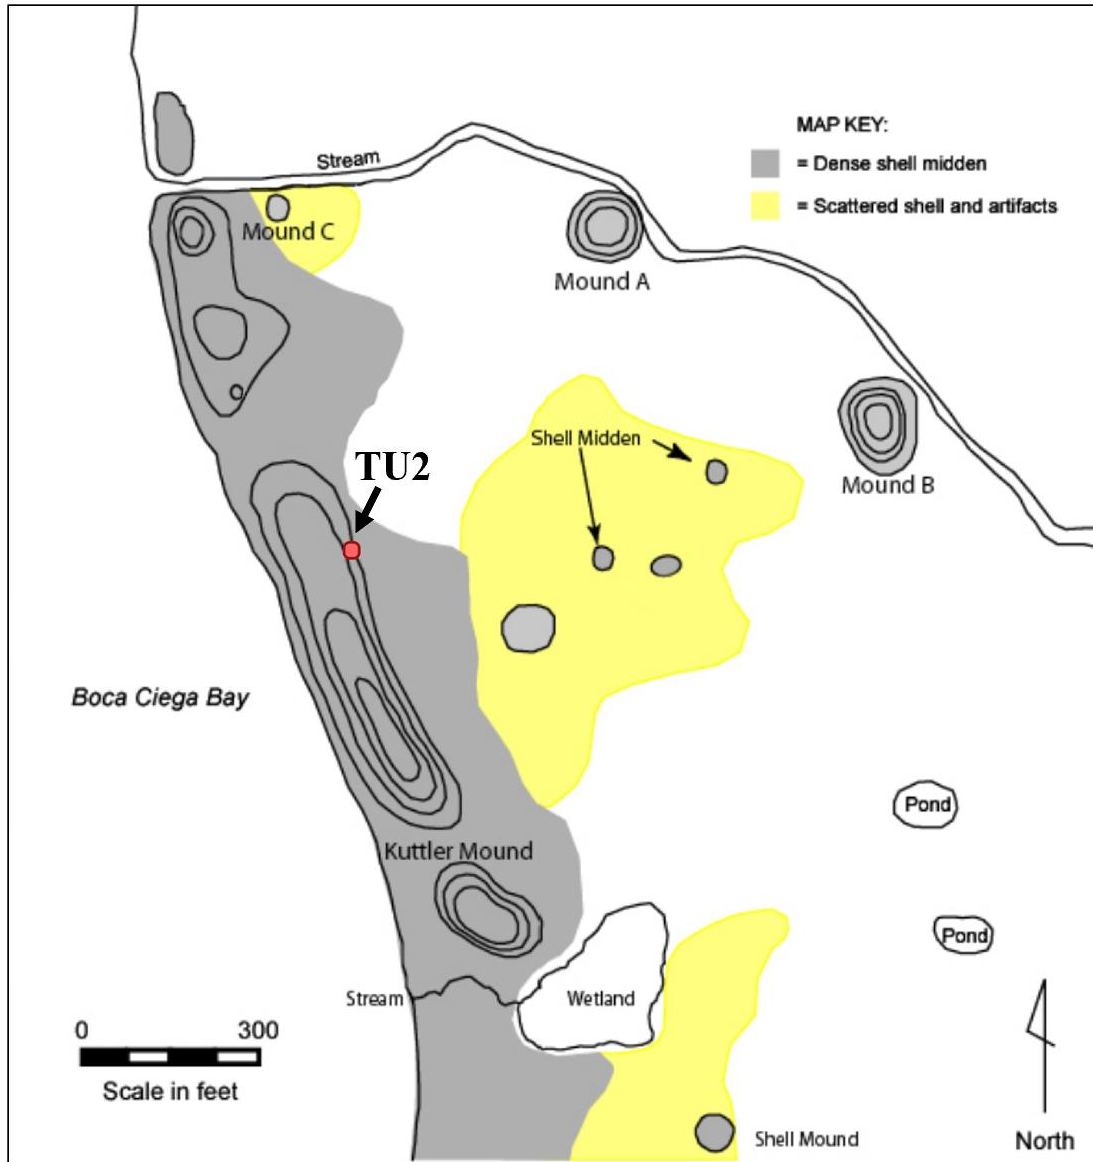 MAP KEY:
Stream
= Dense shell midden
= Scattered shell and artifacts
Mound C
Mound A
Shell Midden
TU2
Mound B
Boca Ciega Bay
Pond
Kuttler Mound
Pond
Stream
Wetland
0 300
Scale in feet
Shell Mound
North